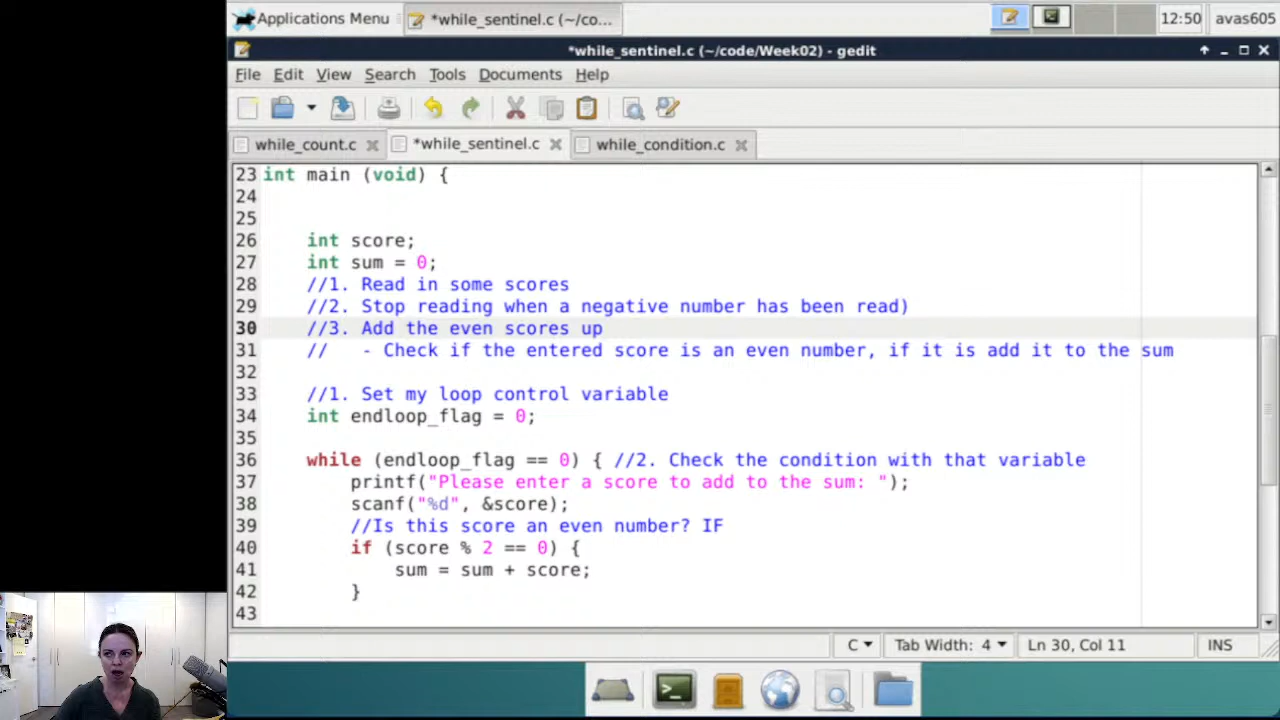 Applications Menu
*while_sentinel.c (~/co...
12:50
avas605
*while_sentinel.c (~/code/Week02) - gedit
File Edit View Search Tools Documents Help
while_count.c
*while_sentinel.c
while_condition.c
23 int main (void) {
24
25
26 int score;
27 int sum = 0;
28 //1. Read in some scores
29 //2. Stop reading when a negative number has been read)
30 //3. Add the even scores up
31 // - Check if the entered score is an even number, if it is add it to the sum
32
33 //1. Set my loop control variable
34 int endloop_flag = 0;
35
36 while (endloop_flag == 0) { //2. Check the condition with that variable
37 printf("Please enter a score to add to the sum: ");
38 scanf("%d", &score);
39 //Is this score an even number? IF
40 if (score % 2 == 0) {
41 sum = sum + score;
42 }
43
C
Tab Width: 4
Ln 30, Col 11
INS